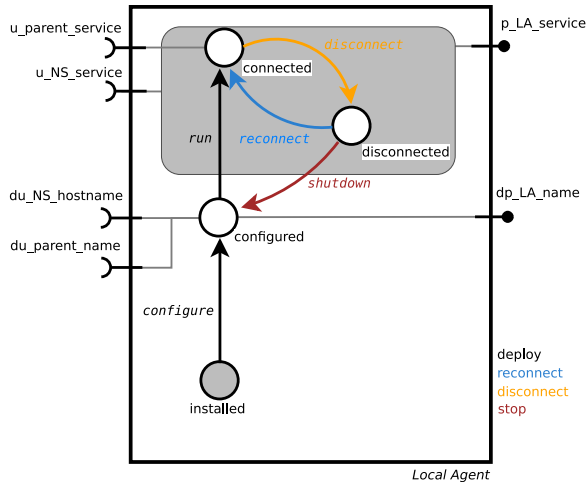 u_parent_service
p_LA_service
disconnect
connected
u_NS_service
run
reconnect
disconnected
shutdown
du_NS_hostname
dp_LA_name
configured
du_parent_name
configure
deploy
reconnect
disconnect
installed
stop
Local Agent